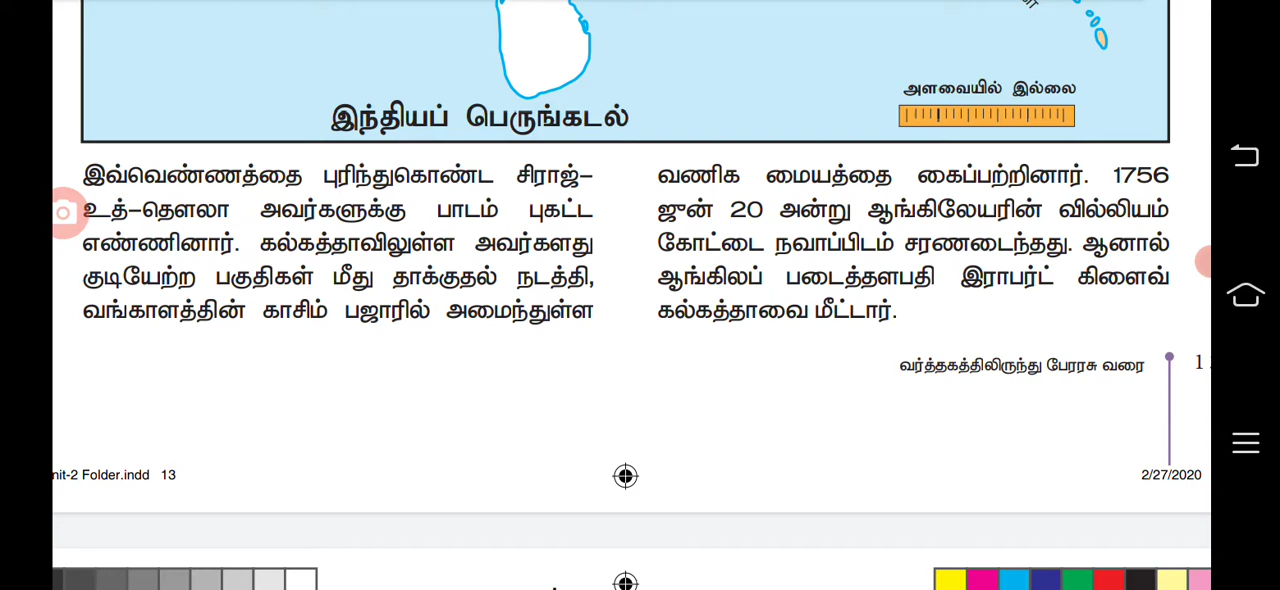 அளவையில் இல்லை
இந்தியப் பெருங்கடல்
இவ்வெண்ணத்தை புரிந்துகொண்ட சிராஜ்–
உத்–தௌலா அவர்களுக்கு பாடம் புகட்ட
எண்ணினார். கல்கத்தாவிலுள்ள அவர்களது
குடியேற்ற பகுதிகள் மீது தாக்குதல் நடத்தி,
வங்காளத்தின் காசிம் பஜாரில் அமைந்துள்ள
வணிக மையத்தை கைப்பற்றினார். 1756
ஜுன் 20 அன்று ஆங்கிலேயரின் வில்லியம்
கோட்டை நவாப்பிடம் சரணடைந்தது. ஆனால்
ஆங்கிலப் படைத்தளபதி இராபர்ட் கிளைவ்
கல்கத்தாவை மீட்டார்.
வர்த்தகத்திலிருந்து பேரரசு வரை
nit-2 Folder.indd 13
2/27/2020